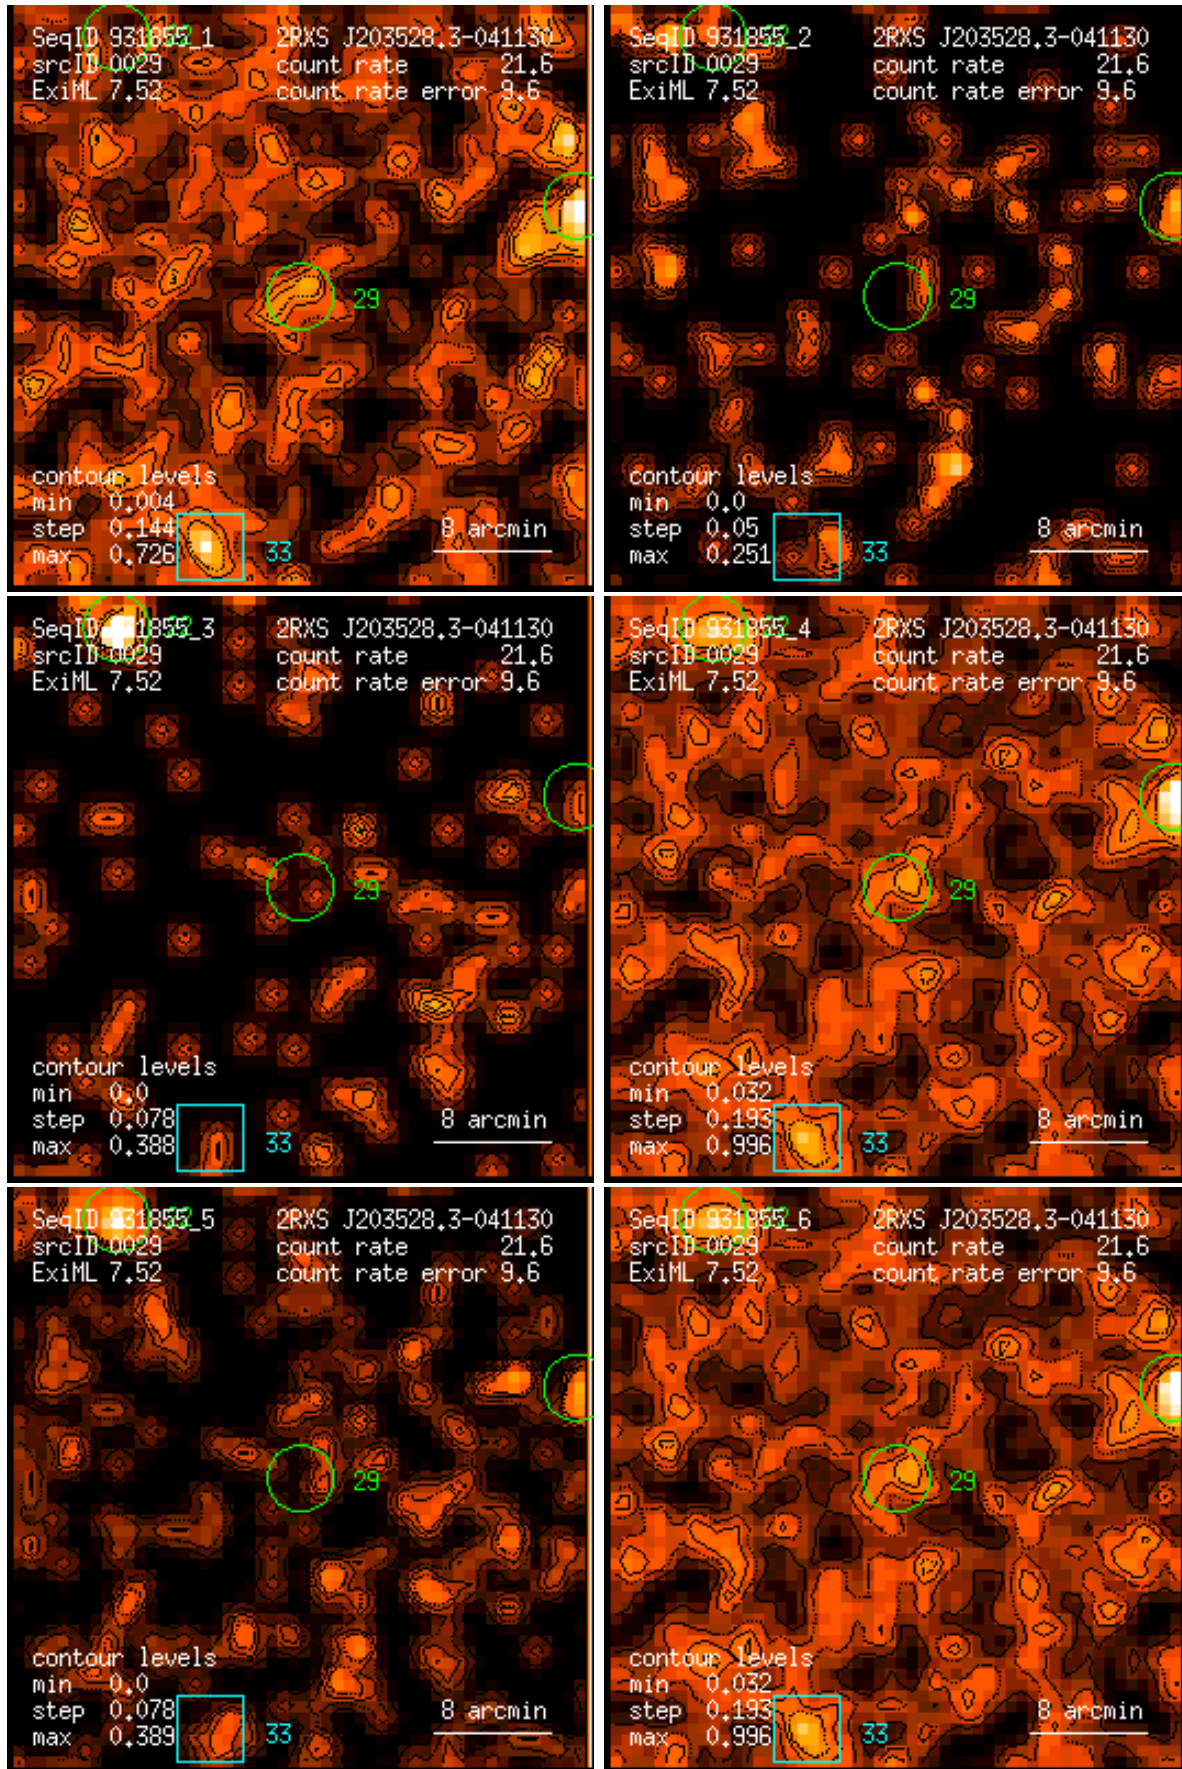 SeqID 931855_1 2RXS J203528.3-041130
srcID 0029 count rate 21.6
ExiML 7.52 count rate error 9.6
29
contour levels
min 0.004
step 0.144 8 arcmin
max 0.726 33
SeqID 931855_2 2RXS J203528.3-041130
srcID 0029 count rate 21.6
ExiML 7.52 count rate error 9.6
29
contour levels
min 0.0
step 0.05 8 arcmin
max 0.251 33
SeqID 931855_3 2RXS J203528.3-041130
srcID 0029 count rate 21.6
ExiML 7.52 count rate error 9.6
29
contour levels
min 0.0
step 0.078 8 arcmin
max 0.388 33
SeqID 931855_4 2RXS J203528.3-041130
srcID 0029 count rate 21.6
ExiML 7.52 count rate error 9.6
29
contour levels
min 0.032
step 0.193 8 arcmin
max 0.996 33
SeqID 931855_5 2RXS J203528.3-041130
srcID 0029 count rate 21.6
ExiML 7.52 count rate error 9.6
29
contour levels
min 0.0
step 0.078 8 arcmin
max 0.389 33
SeqID 931855_6 2RXS J203528.3-041130
srcID 0029 count rate 21.6
ExiML 7.52 count rate error 9.6
29
contour levels
min 0.032
step 0.193 8 arcmin
max 0.996 33